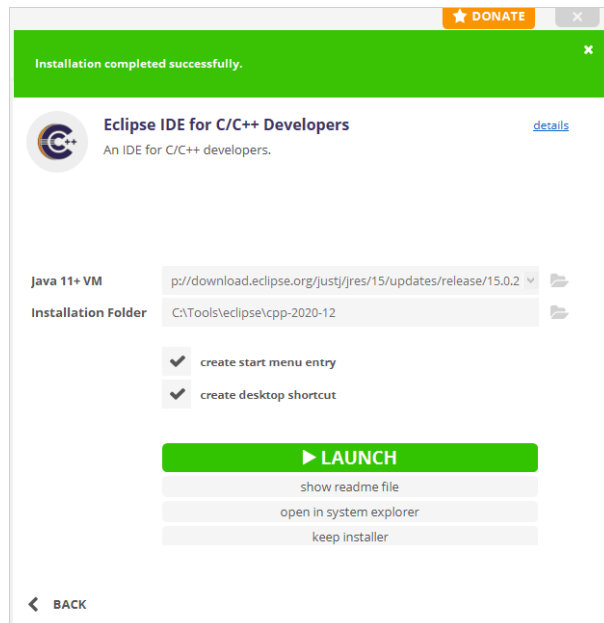 DONATE
Installation completed successfully.
Eclipse IDE for C/C++ Developers
details
An IDE for C/C++ developers.
Java 11+ VM
p://download.eclipse.org/justj/jres/15/updates/release/15.0.2
Installation Folder
C:\Tools\eclipse\cpp-2020-12
create start menu entry
create desktop shortcut
LAUNCH
show readme file
open in system explorer
keep installer
BACK